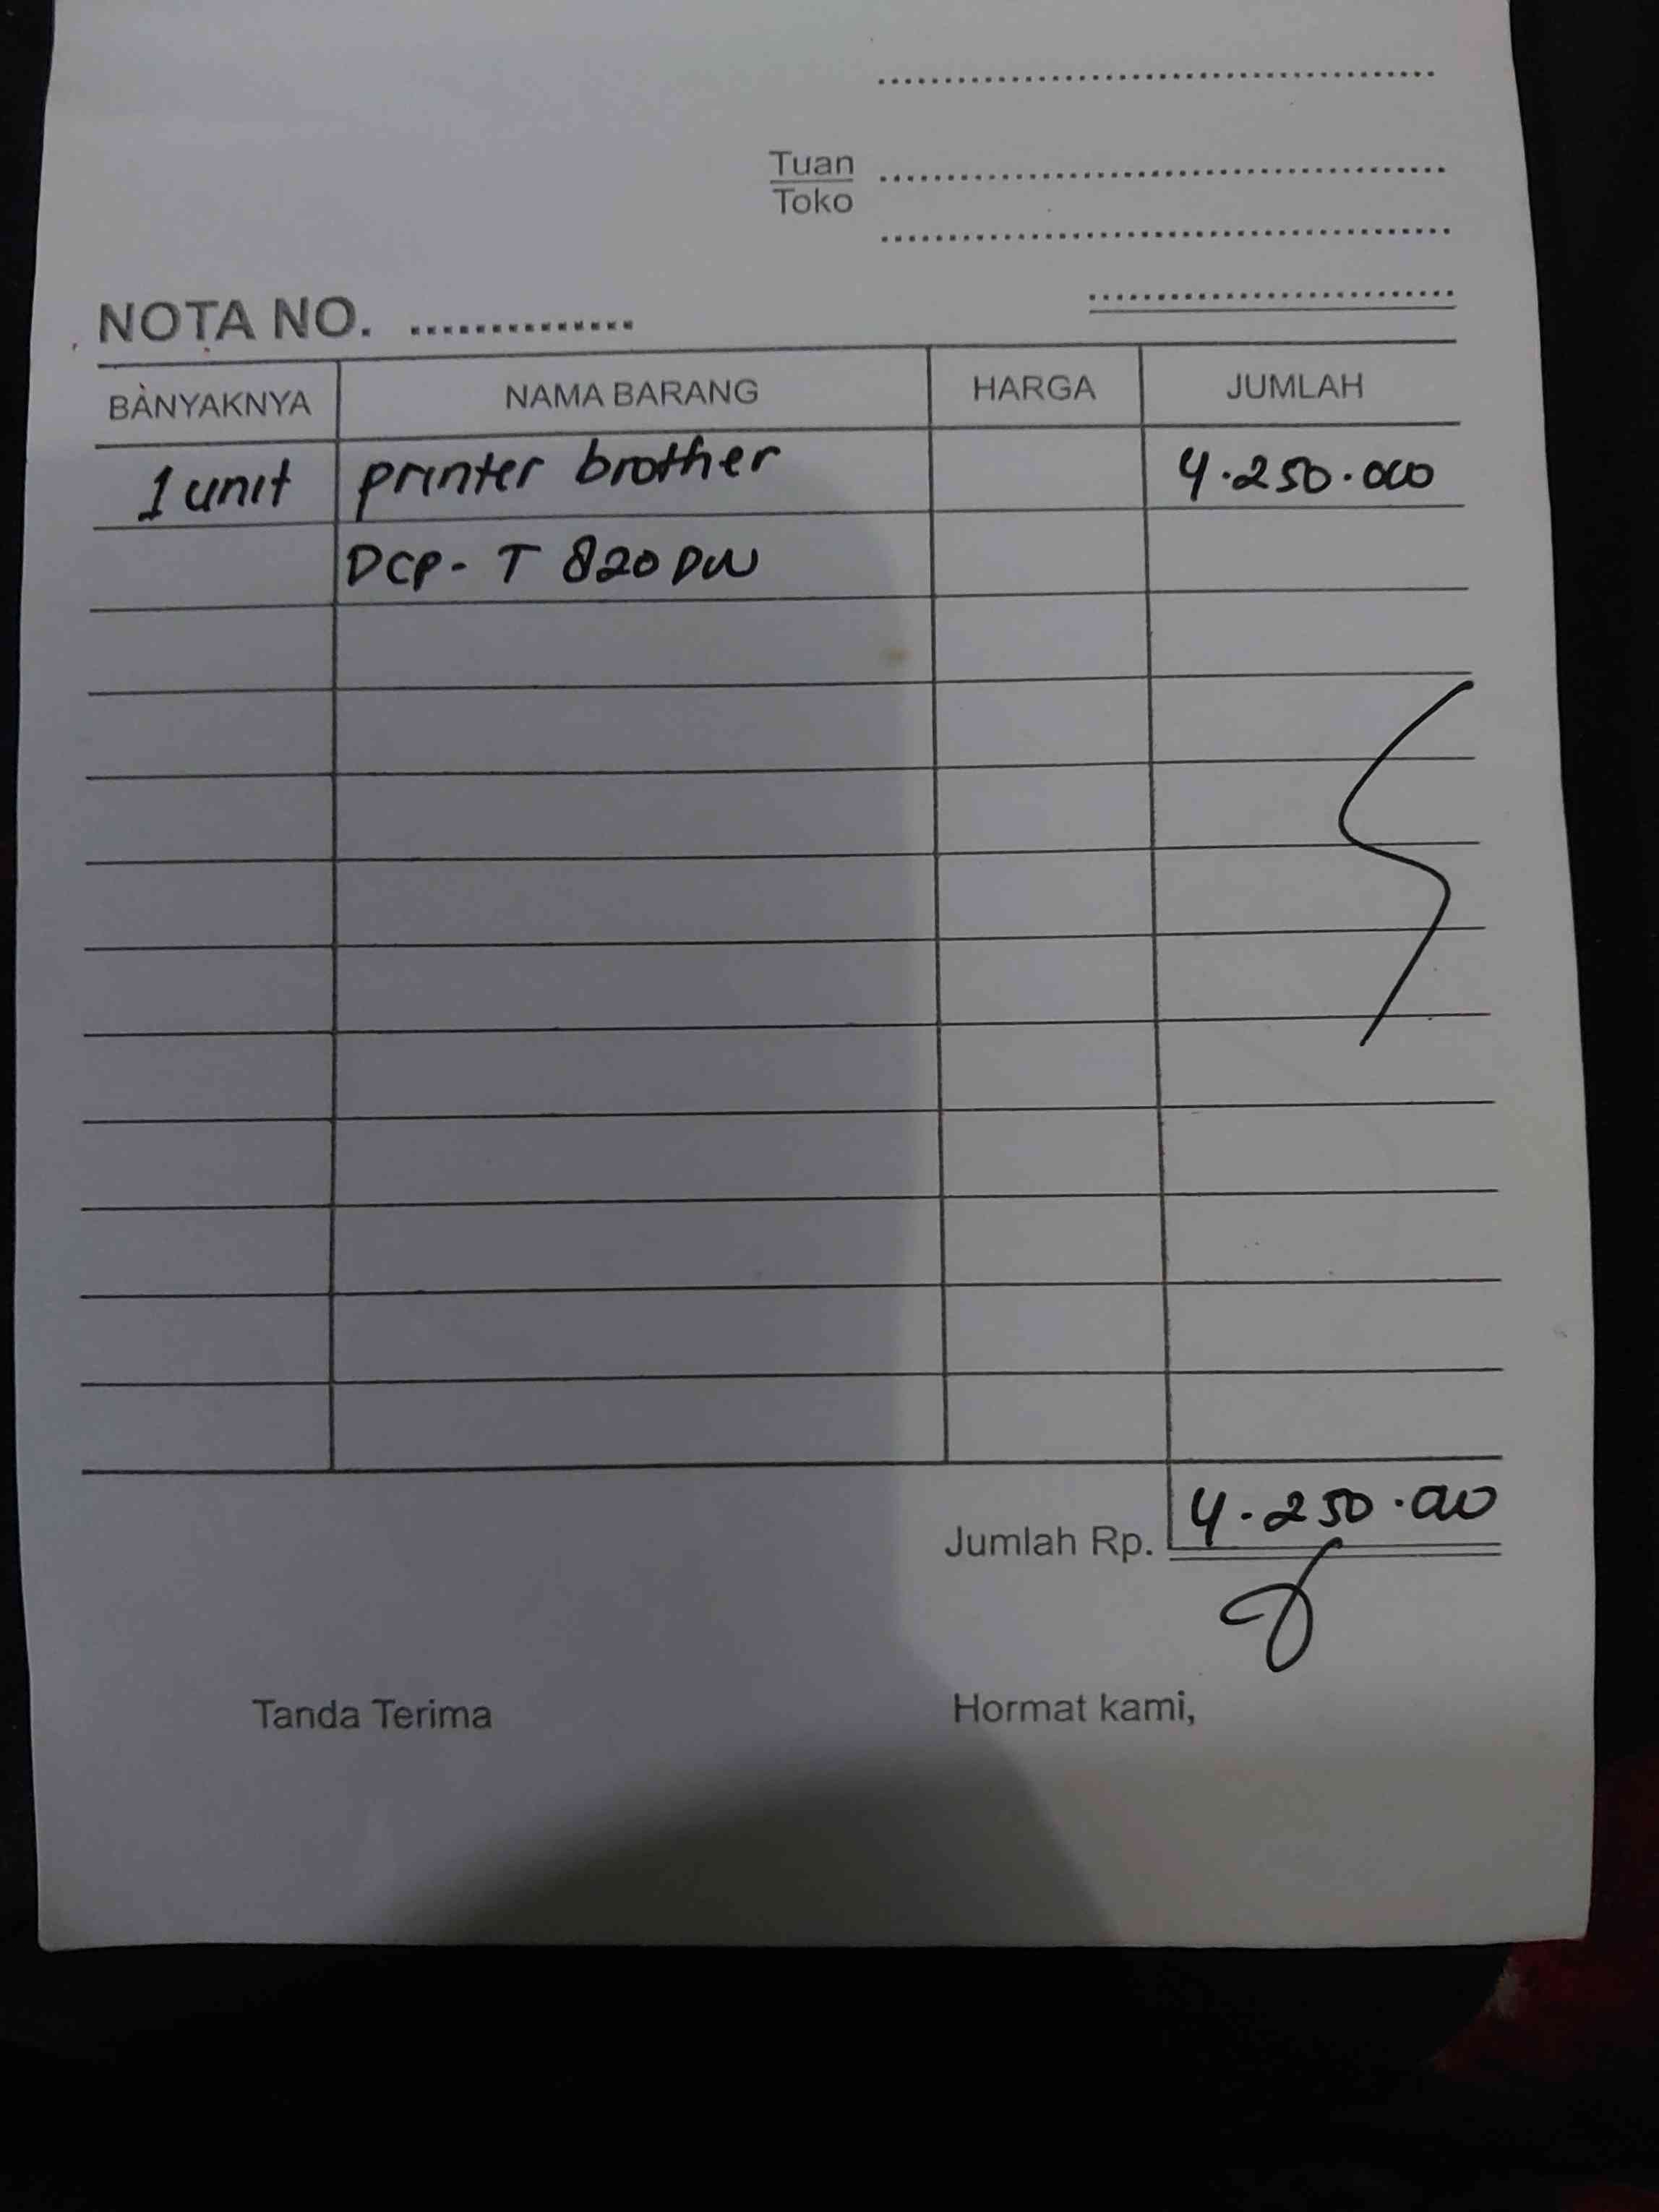 Tuan
Toko
NOTA NO. ..............
BANYAKNYA NAMA BARANG HARGA JUMLAH
1 unit printer brother 4.250.000
DCP- T 820 DW
Jumlah Rp. 4.250.000
Tanda Terima Hormat kami,